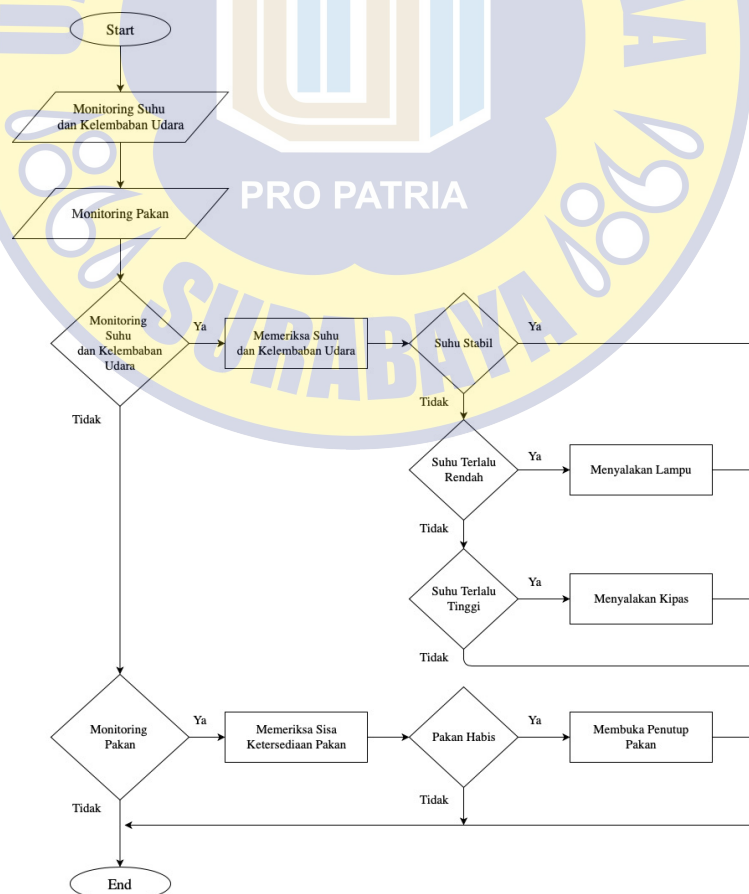 Start
Monitoring Suhu
dan Kelembaban Udara
PRO PATRIA
Monitoring Pakan
SURABAYA
Monitoring
Suhu
dan Kelembaban
Udara
Ya
Memeriksa Suhu
dan Kelembaban Udara
Suhu Stabil
Ya
Tidak
Tidak
Suhu Terlalu
Rendah
Ya
Menyalakan Lampu
Tidak
Suhu Terlalu
Tinggi
Ya
Menyalakan Kipas
Tidak
Monitoring
Pakan
Ya
Memeriksa Sisa
Ketersediaan Pakan
Pakan Habis
Ya
Membuka Penutup
Pakan
Tidak
Tidak
End